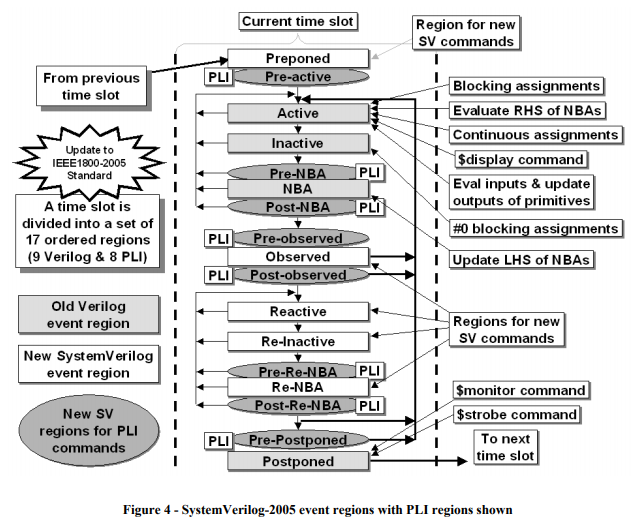 Current time slot
Region for new
SV commands
Preponed
PLI
Pre-active
From previous
time slot
Blocking assignments
Evaluate RHS of NBAs
Active
Continuous assignments
Inactive
$display command
Update to
IEEE1800-2005
Standard
Pre-NBA
PLI
Eval inputs & update
outputs of primitives
NBA
A time slot is
divided into a set of
17 ordered regions
(9 Verilog & 8 PLI)
Post-NBA
PLI
#0 blocking assignments
PLI
Pre-observed
Observed
Update LHS of NBAs
PLI
Post-observed
Old Verilog
event region
Reactive
Regions for new
SV commands
Re-Inactive
New SystemVerilog
event region
Pre-Re-NBA
PLI
Re-NBA
$monitor command
Post-Re-NBA
PLI
$strobe command
New SV
regions for PLI
commands
PLI
Pre-Postponed
To next
time slot
Postponed
Figure 4 - SystemVerilog-2005 event regions with PLI regions shown